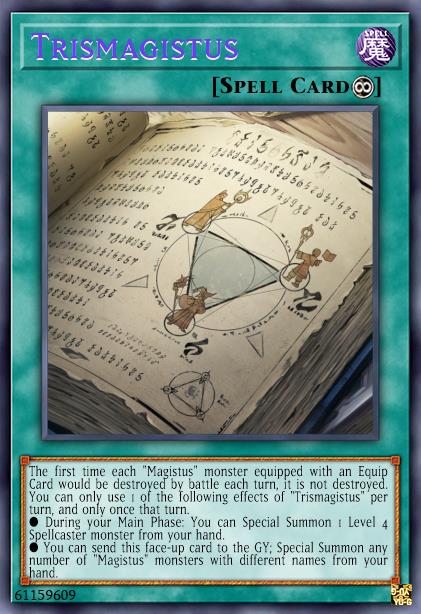 Trismagistus
SPELL
魔
[Spell Card]
The first time each "Magistus" monster equipped with an Equip
Card would be destroyed by battle each turn, it is not destroyed.
You can only use 1 of the following effects of "Trismagistus" per
turn, and only once that turn.
● During your Main Phase: You can Special Summon 1 Level 4
Spellcaster monster from your hand.
● You can send this face-up card to the GY; Special Summon any
number of "Magistus" monsters with different names from your
hand.
61159609